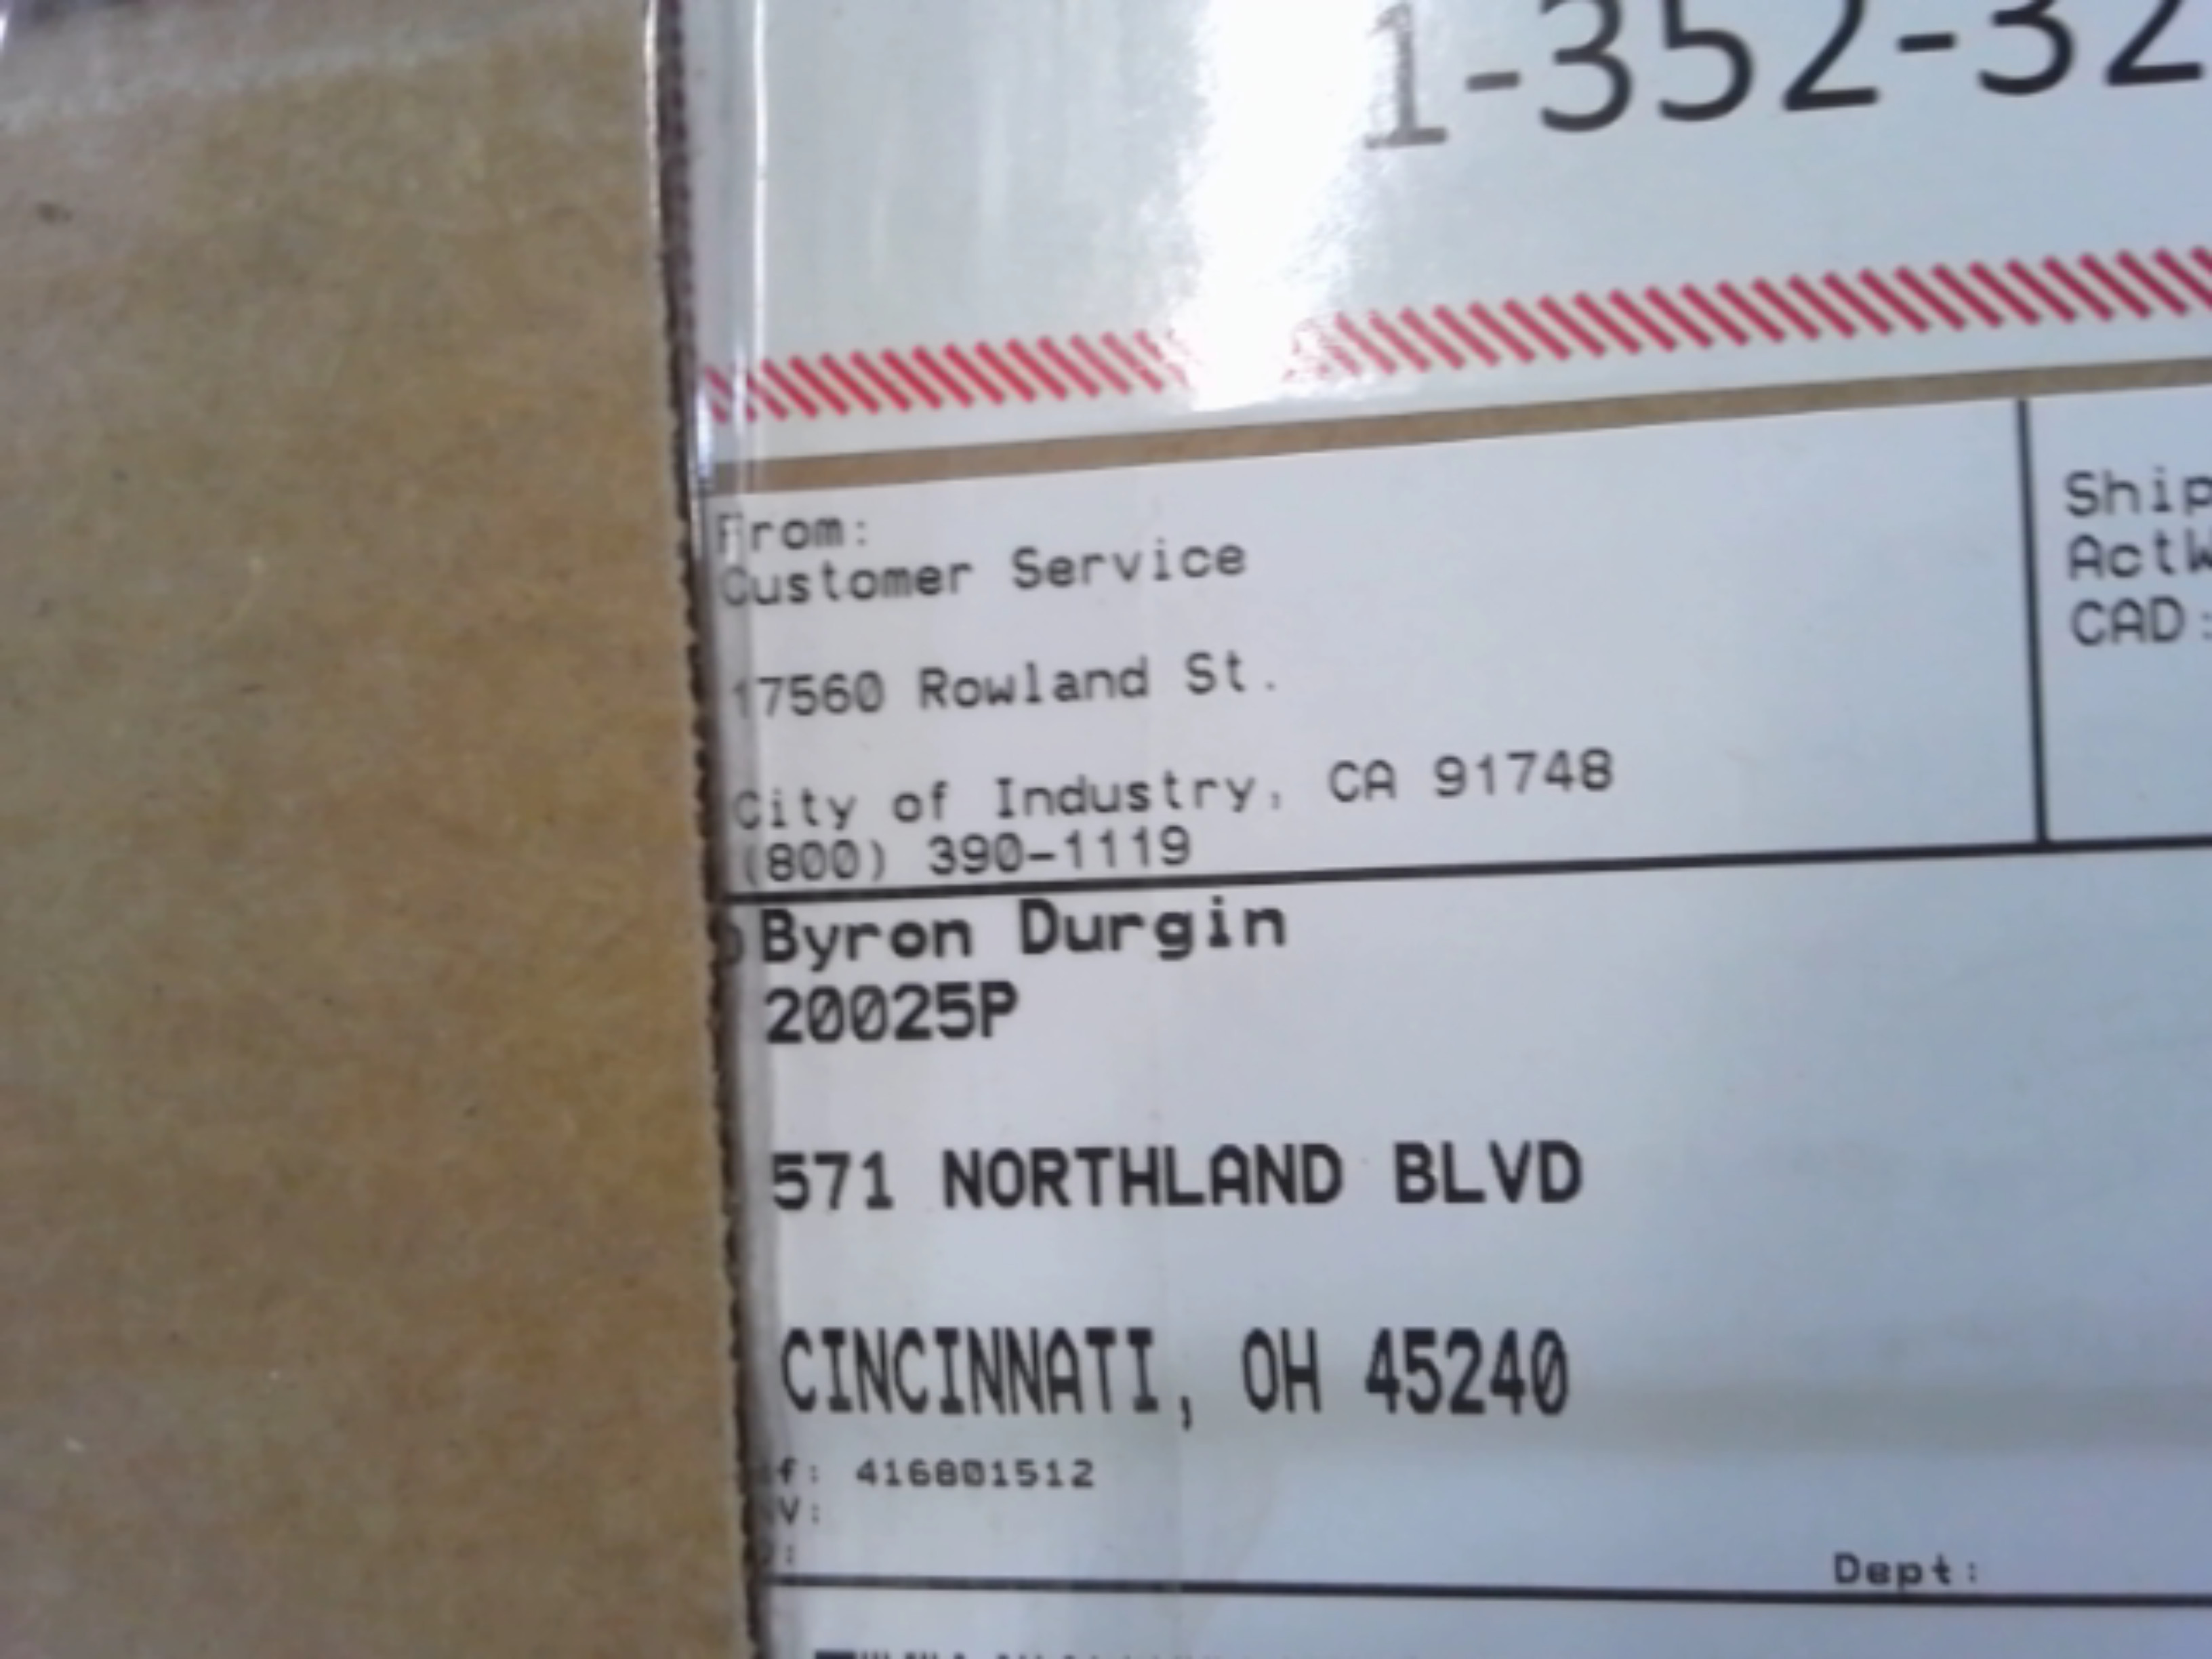 1-352-32
From:
Customer Service
17560 Rowland St.
City of Industry, CA 91748
(800) 390-1119
Byron Durgin
20025P
571 NORTHLAND BLVD
CINCINNATI, OH 45240
f: 416801512
V:
Dept:
Ship
ActW
CAD: